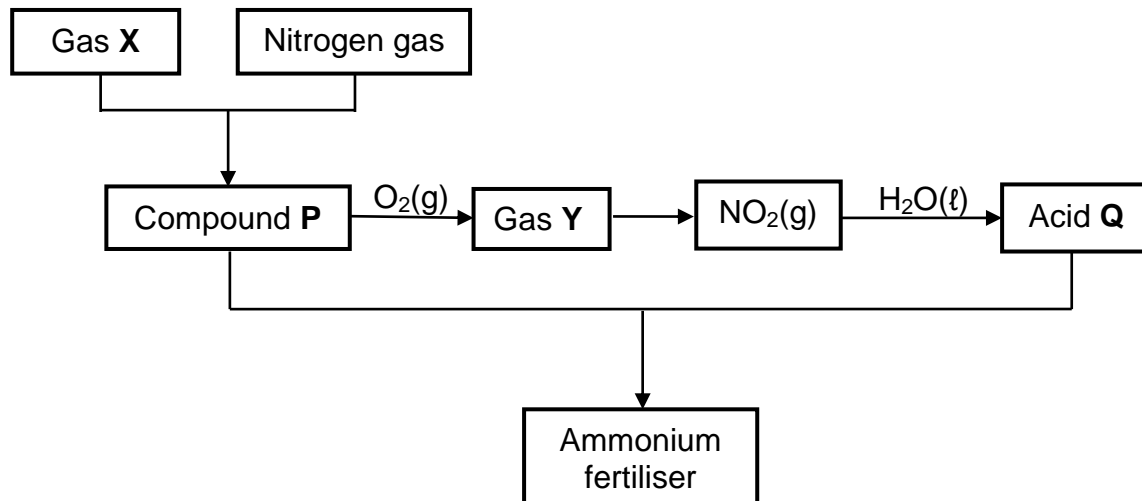 Gas X
Nitrogen gas
Compound P
O₂(g)
Gas Y
NO₂(g)
H₂O(ℓ)
Acid Q
Ammonium
fertiliser